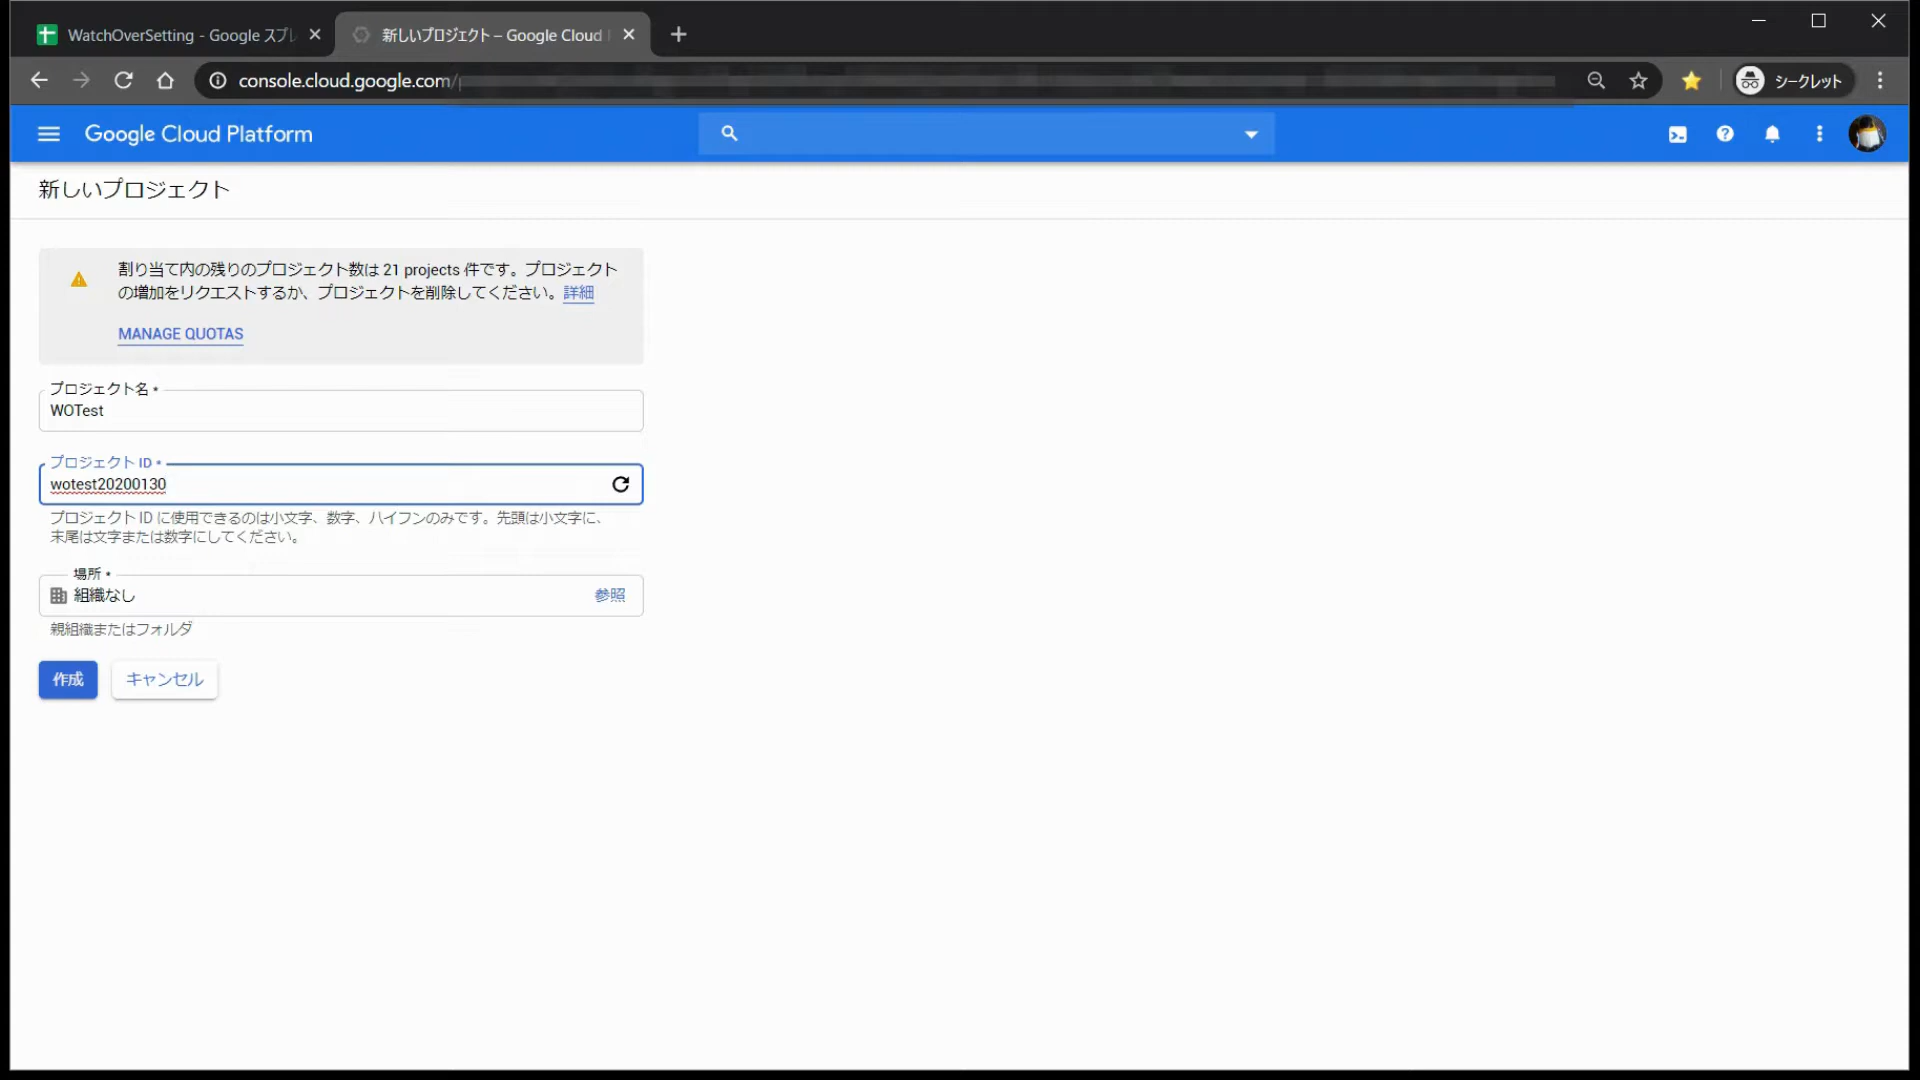 WatchOverSetting - Google スプレ
新しいプロジェクト – Google Cloud
console.cloud.google.com/
シークレット
Google Cloud Platform
新しいプロジェクト
割り当て内の残りのプロジェクト数は 21 projects 件です。プロジェクト
の増加をリクエストするか、プロジェクトを削除してください。詳細
MANAGE QUOTAS
プロジェクト名 *
WOTest
プロジェクト ID *
wotest20200130
プロジェクト ID に使用できるのは小文字、数字、ハイフンのみです。先頭は小文字に、
末尾は文字または数字にしてください。
場所 *
組織なし
参照
親組織またはフォルダ
作成
キャンセル